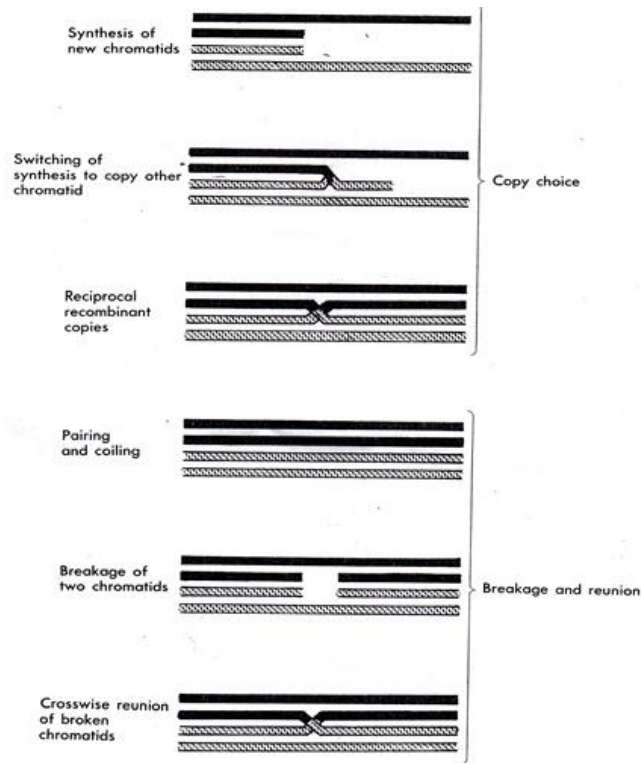 Synthesis of
new chromatids
Switching of
synthesis to copy other
chromatid
Copy choice
Reciprocal
recombinant
copies
Pairing
and coiling
Breakage of
two chromatids
Breakage and reunion
Crosswise reunion
of broken
chromatids